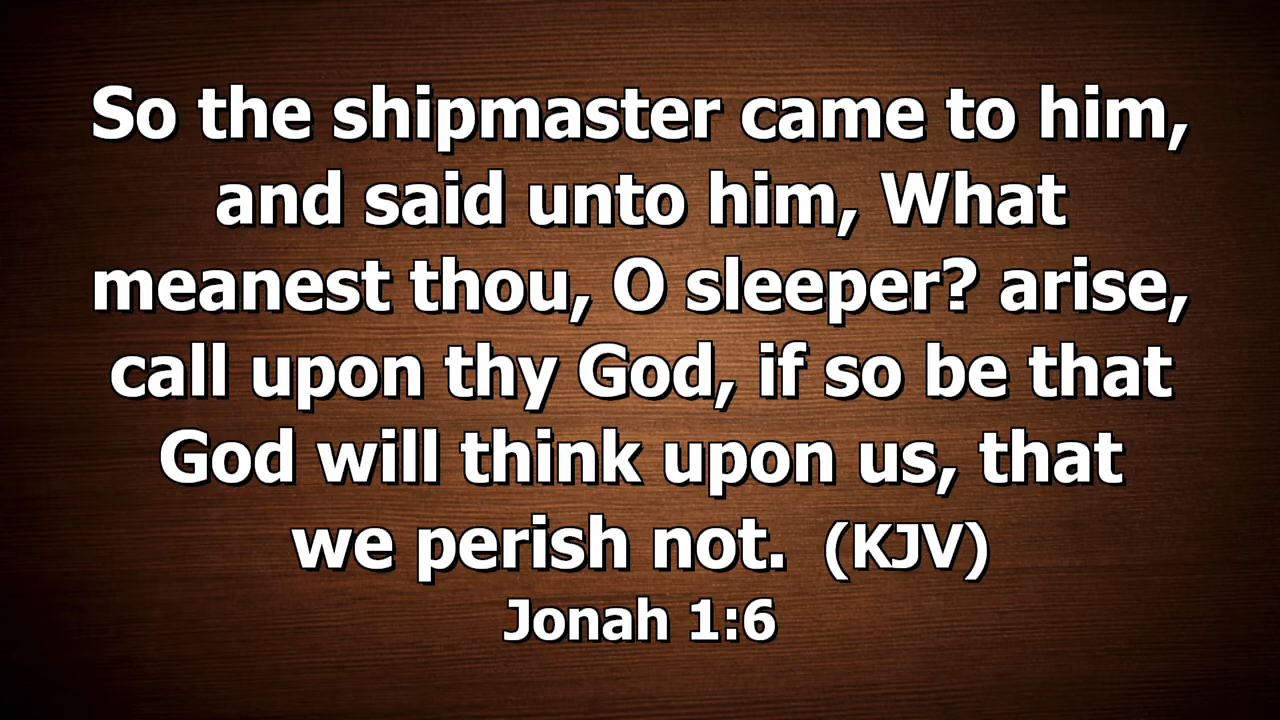 So the shipmaster came to him,
and said unto him, What
meanest thou, O sleeper? arise,
call upon thy God, if so be that
God will think upon us, that
we perish not. (KJV)
Jonah 1:6